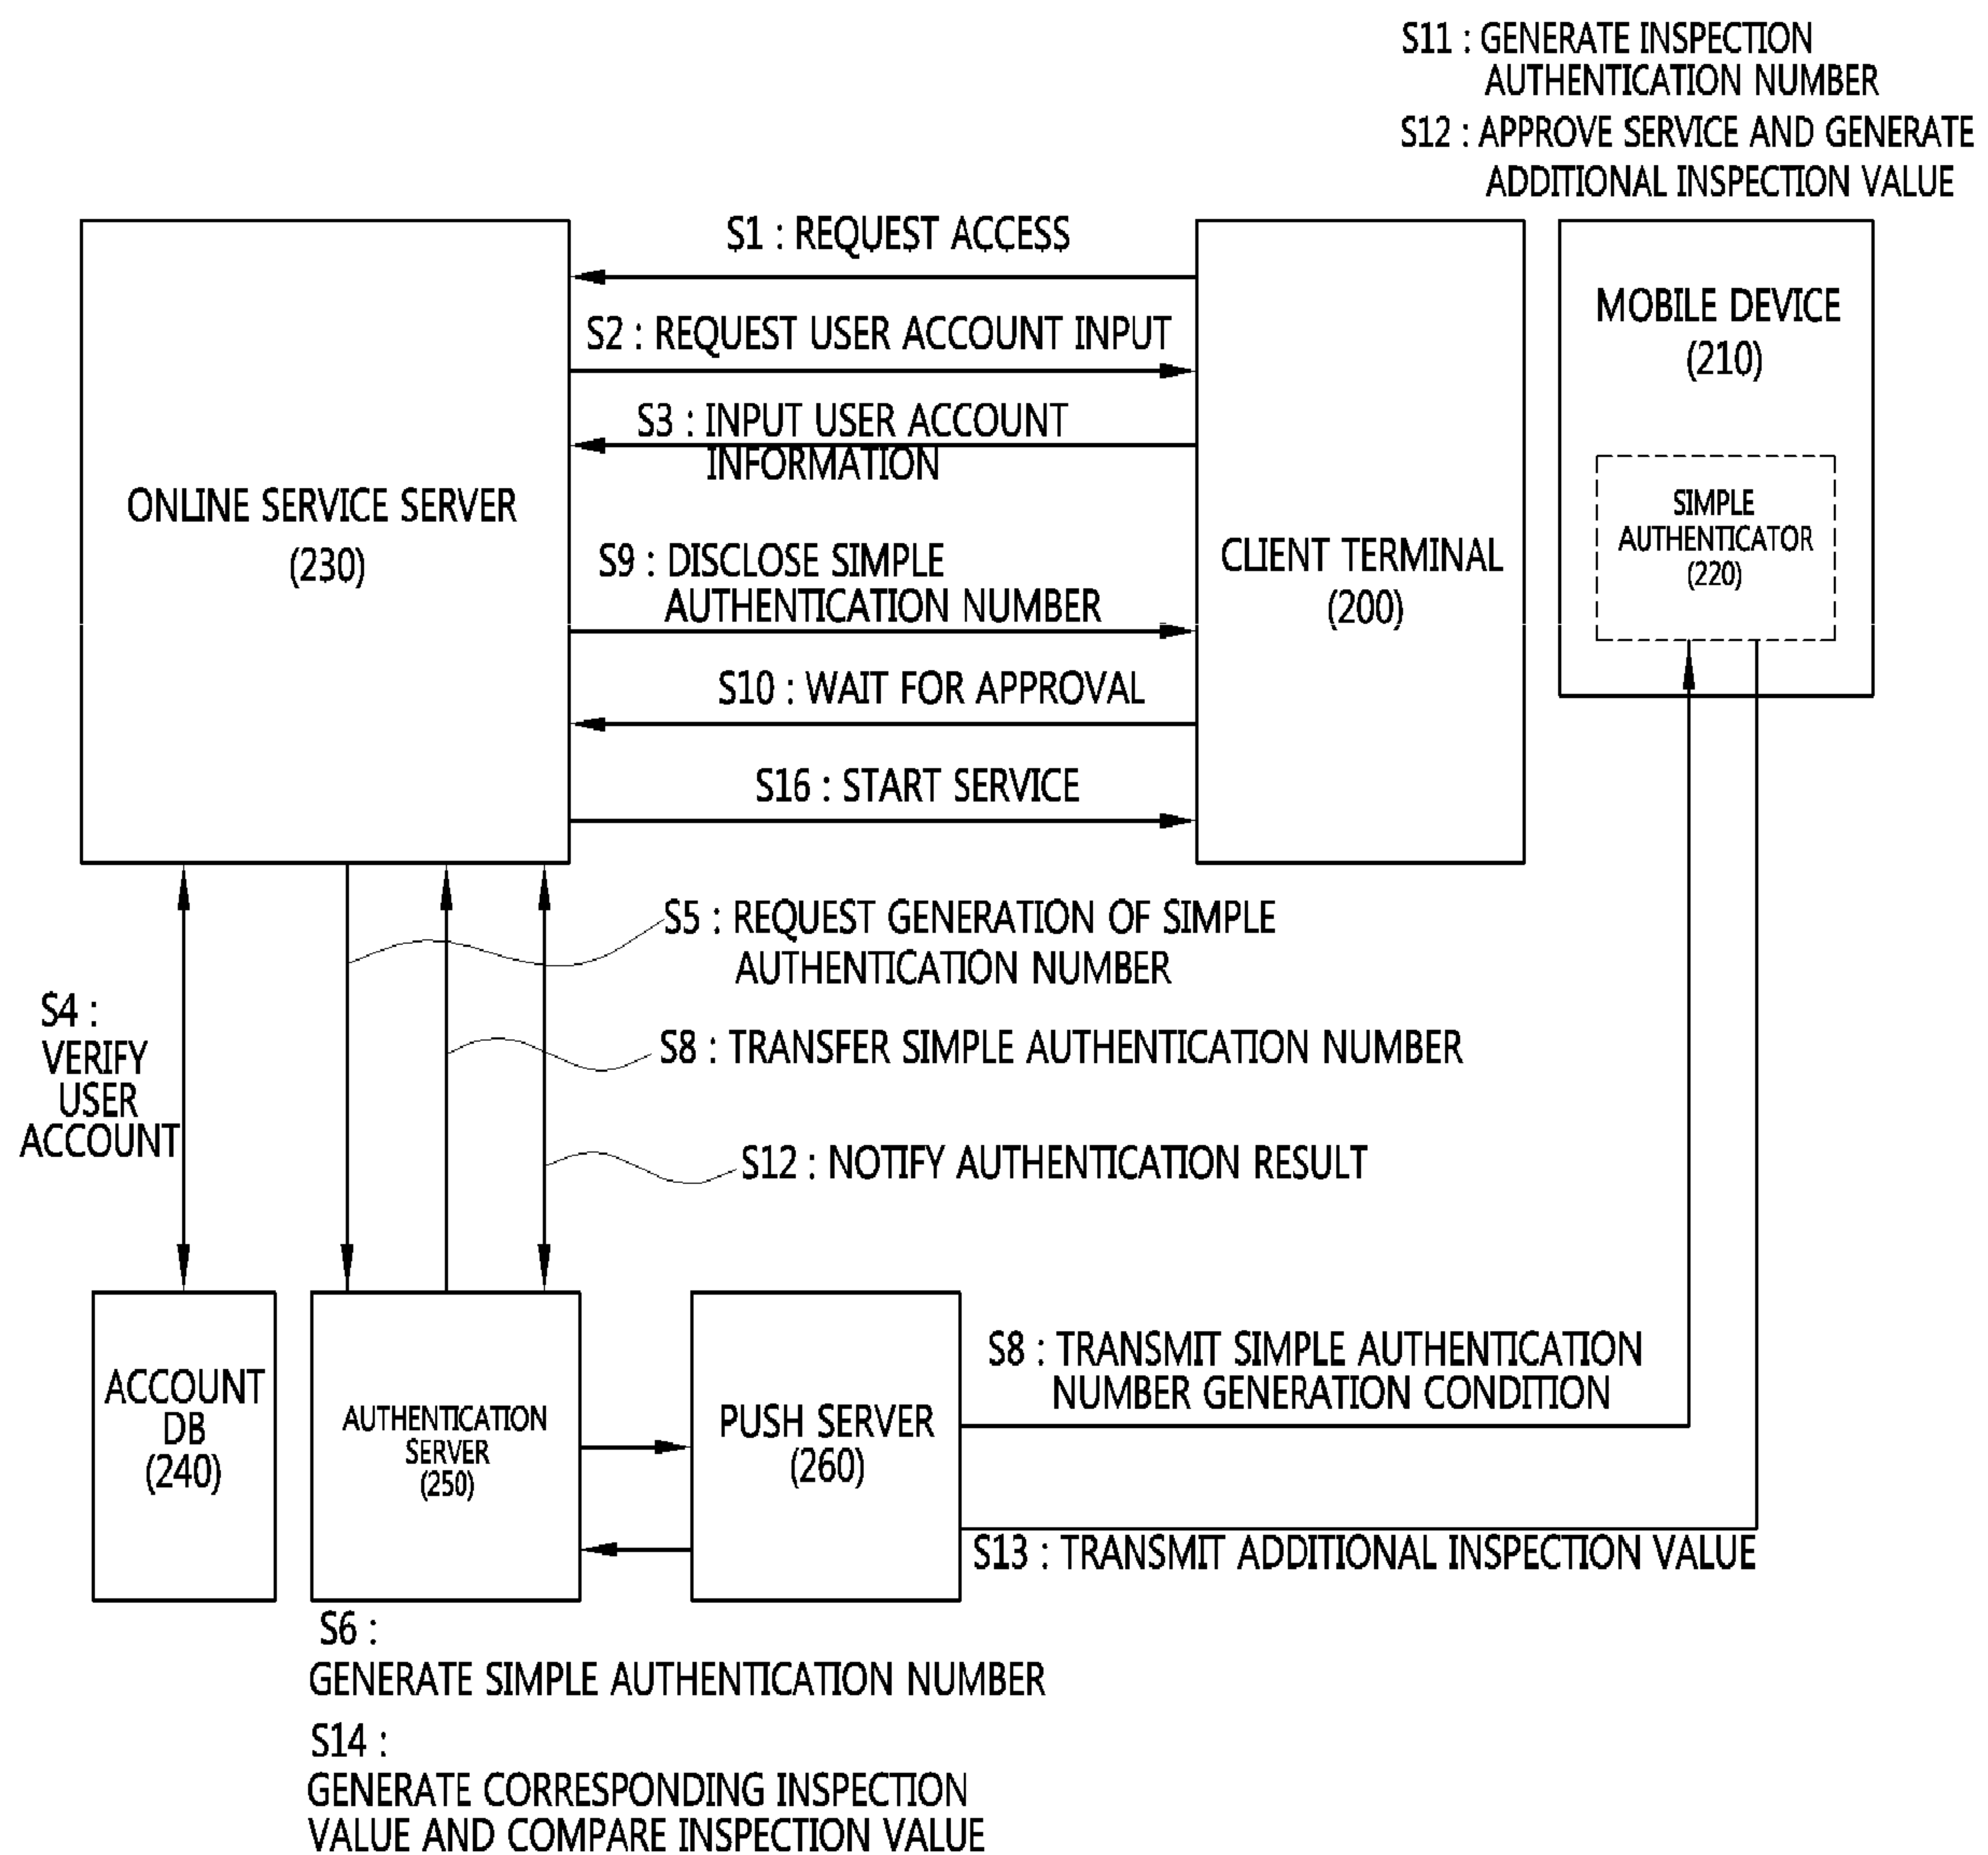 S11 : GENERATE INSPECTION
AUTHENTICATION NUMBER
S12 : APPROVE SERVICE AND GENERATE
ADDITIONAL INSPECTION VALUE
S1 : REQUEST ACCESS
S2 : REQUEST USER ACCOUNT INPUT
S3 : INPUT USER ACCOUNT
INFORMATION
ONLINE SERVICE SERVER
(230)
S9 : DISCLOSE SIMPLE
AUTHENTICATION NUMBER
S10 : WAIT FOR APPROVAL
S16 : START SERVICE
CLIENT TERMINAL
(200)
MOBILE DEVICE
(210)
SIMPLE
AUTHENTICATOR
(220)
S5 : REQUEST GENERATION OF SIMPLE
AUTHENTICATION NUMBER
S4 :
VERIFY
USER
ACCOUNT
S8 : TRANSFER SIMPLE AUTHENTICATION NUMBER
S12 : NOTIFY AUTHENTICATION RESULT
ACCOUNT
DB
(240)
AUTHENTICATION
SERVER
(250)
PUSH SERVER
(260)
S8 : TRANSMIT SIMPLE AUTHENTICATION
NUMBER GENERATION CONDITION
S13 : TRANSMIT ADDITIONAL INSPECTION VALUE
S6 :
GENERATE SIMPLE AUTHENTICATION NUMBER
S14 :
GENERATE CORRESPONDING INSPECTION
VALUE AND COMPARE INSPECTION VALUE